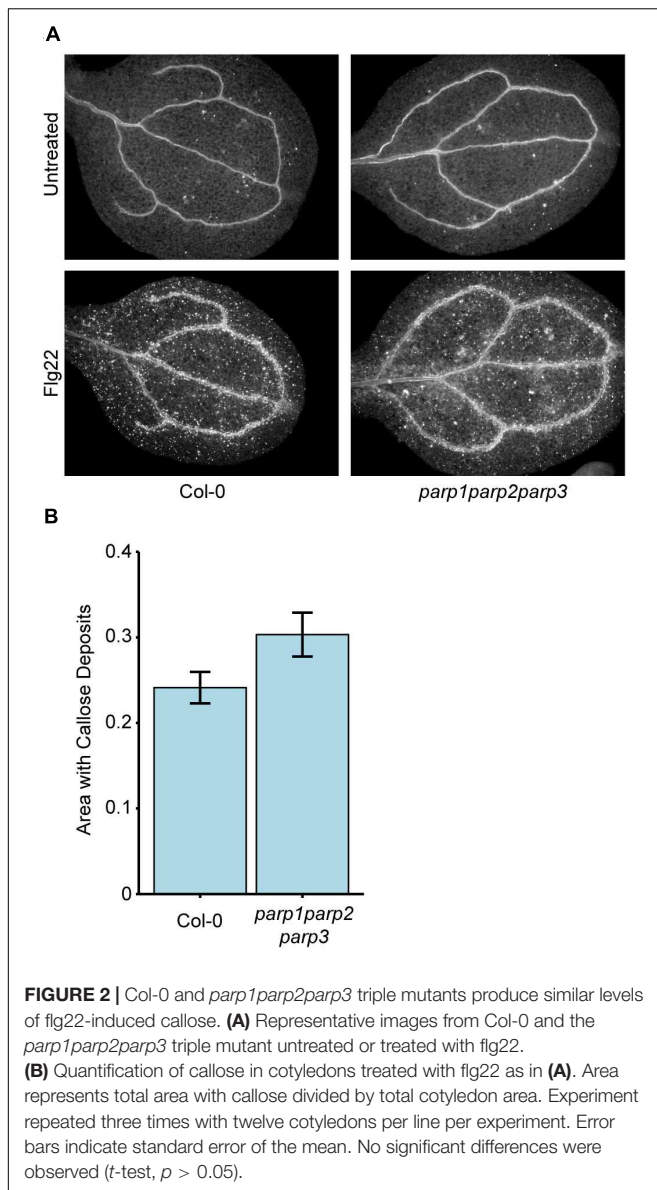 A
Untreated
Flg22
Col-0
parp1parp2parp3
B
0.4
0.3
0.2
0.1
0
Area with Callose Deposits
Col-0
parp1parp2
parp3
FIGURE 2 | Col-0 and parp1parp2parp3 triple mutants produce similar levels
of flg22-induced callose. (A) Representative images from Col-0 and the
parp1parp2parp3 triple mutant untreated or treated with flg22.
(B) Quantification of callose in cotyledons treated with flg22 as in (A). Area
represents total area with callose divided by total cotyledon area. Experiment
repeated three times with twelve cotyledons per line per experiment. Error
bars indicate standard error of the mean. No significant differences were
observed (t-test, p > 0.05).